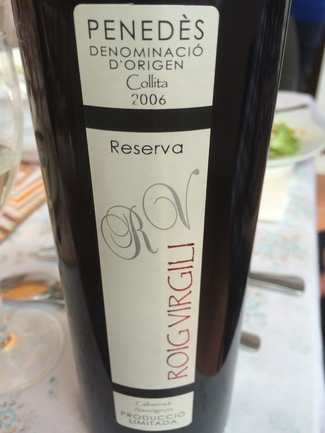 PENEDÈS
DENOMINACIÓ
D'ORIGEN
Collita
2006
Reserva
RV
ROIG VIRGILI
Cabernet
Sauvignon
PRODUCCIÓ
LIMITADA